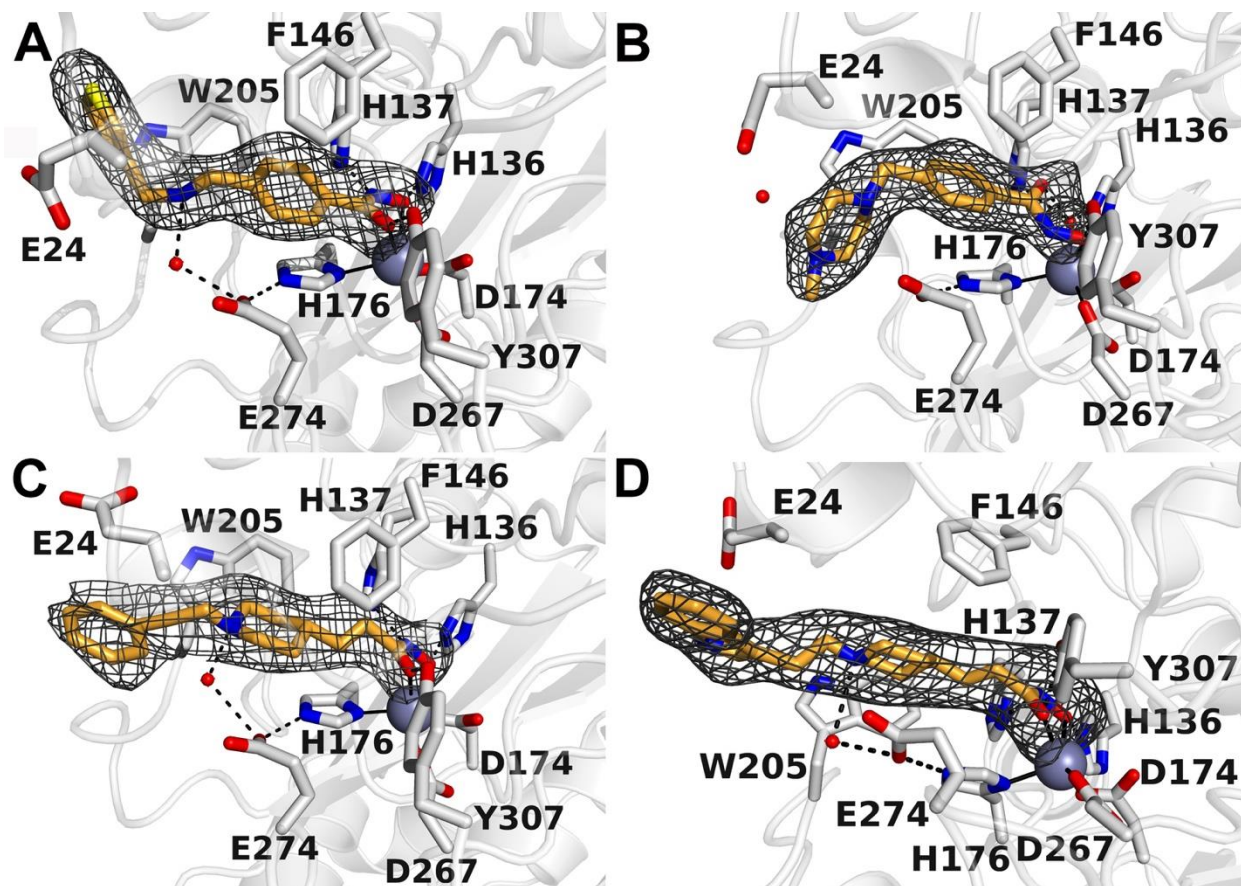 A
F146
W205
H137
H136
E24
H176
D174
Y307
E274
D267
B
E24
F146
W205
H137
H136
H176
Y307
E274
D174
D267
C
F146
H137
W205
H136
E24
H176
D174
Y307
E274
D267
D
E24
F146
H137
Y307
H136
W205
D174
E274
H176
D267